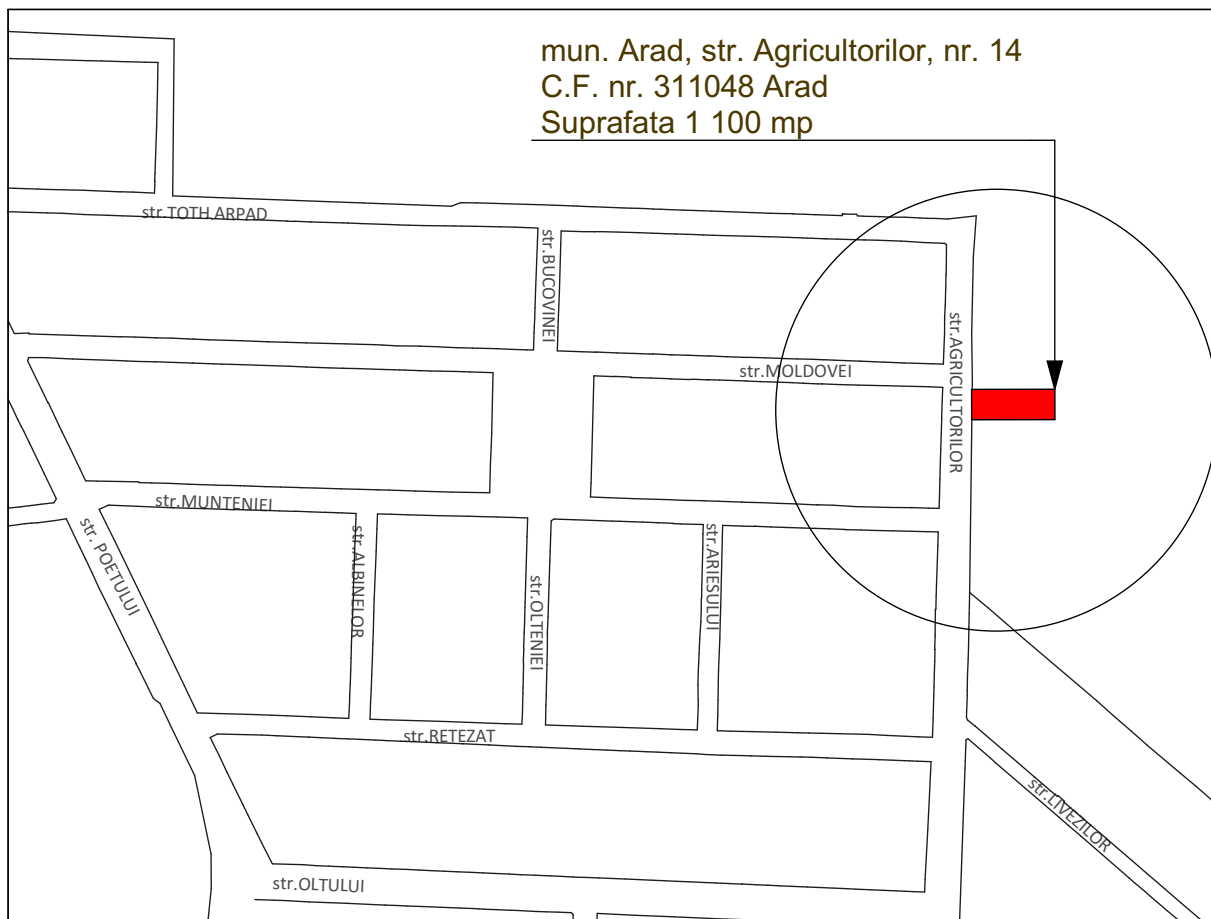 mun. Arad, str. Agricultorilor, nr. 14
C.F. nr. 311048 Arad
Suprafata 1 100 mp
str.TOTH ARPAD
str.BUCOVINEI
str.AGRICULTORILOR
str.MOLDOVEI
str.MUNTENIEI
str. POETULUI
str.ALBINELOR
str.OLTENIEI
str.ARIESULUI
str.RETEZAT
str.LIVEZILOR
str.OLTULUI